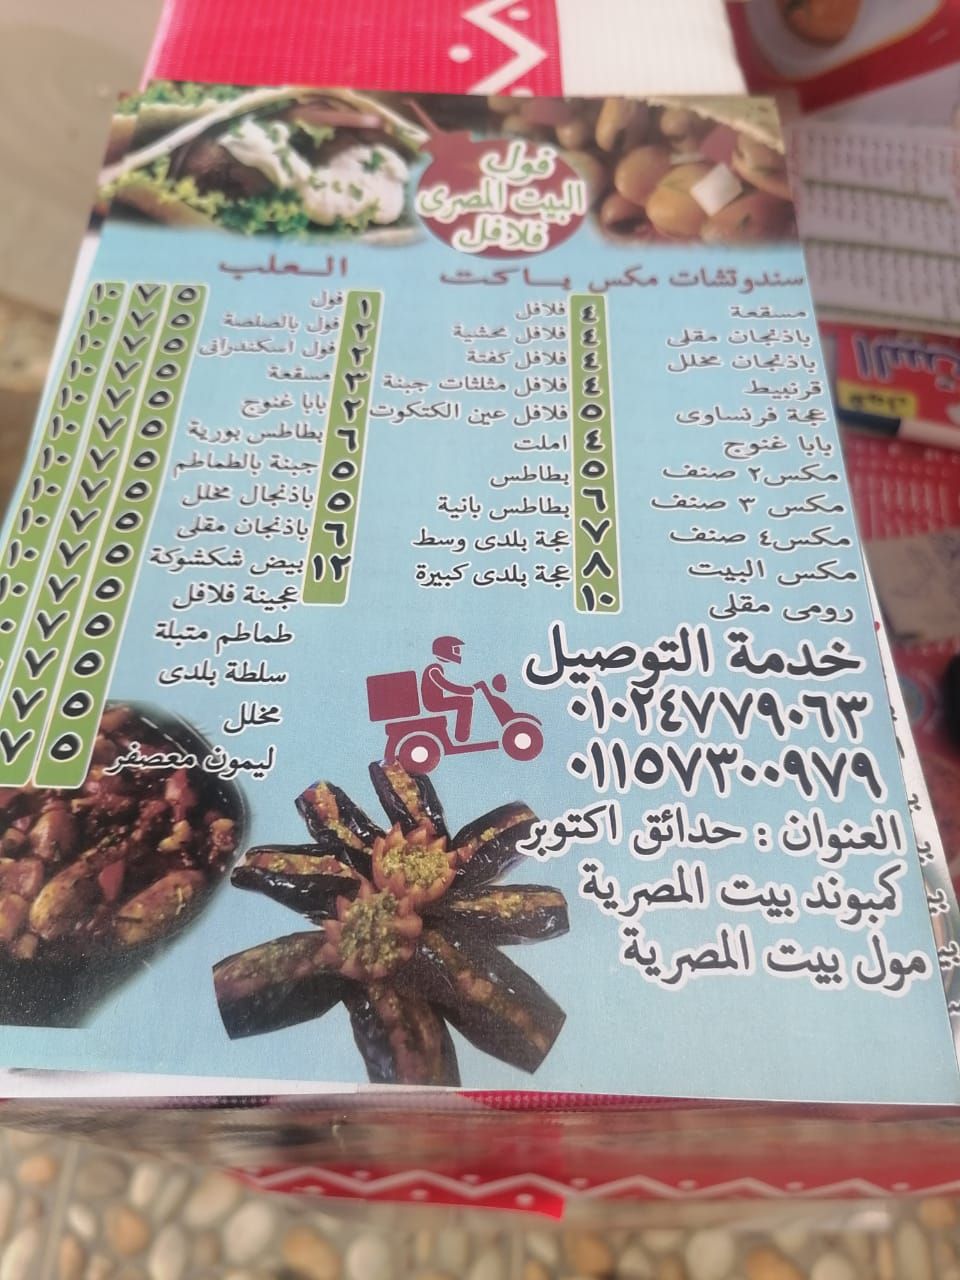 فول
البيت المصرى
فلافل
سندوتشات مكس ياكت
مسقعة ٤
باذنجان مقلى ٤
باذنجان مخلل ٤
قرنبيط ٤
عجة فرنساوى ٥
بابا غنوج ٤
مكس٢ صنف ٥
مكس ٣ صنف ٦
مكس٤ صنف ٧
مكس البيت ٨
رومى مقلى ١٠
فلافل ١
فلافل محشية ٢
فلافل كفتة ٢
فلافل مثلثات جبنة ٣
فلافل عين الكتكوت ٢
املت ٦
بطاطس ٥
بطاطس بانية ٥
عجة بلدى وسط ٦
عجة بلدى كبيرة ١٢
العلب
فول ٥ ٧ ١٠
فول بالصلصة ٥ ٧ ١٠
فول اسكندرانى ٥ ٧ ١٠
مسقعة ٥ ٧ ١٠
بابا غنوج ٥ ٧ ١٠
بطاطس بورية ٥ ٧ ١٠
جبنة بالطماطم ٥ ٧ ١٠
باذنجال مخلل ٥ ٧ ١٠
باذنجان مقلى ٥ ٧ ١٠
بيض شكشوكة ٥ ٧ ١٠
عجينة فلافل ٥ ٧
طماطم متبلة ٥ ٧
سلطة بلدى ٥ ٧
مخلل ٥ ٧
ليمون معصفر ٥ ٧
خدمة التوصيل
٠١٠٢٤٧٧٩٠٦٣
٠١١٥٧٣٠٠٩٧٩
العنوان : حدائق اكتوبر
كمبوند بيت المصرية
مول بيت المصرية